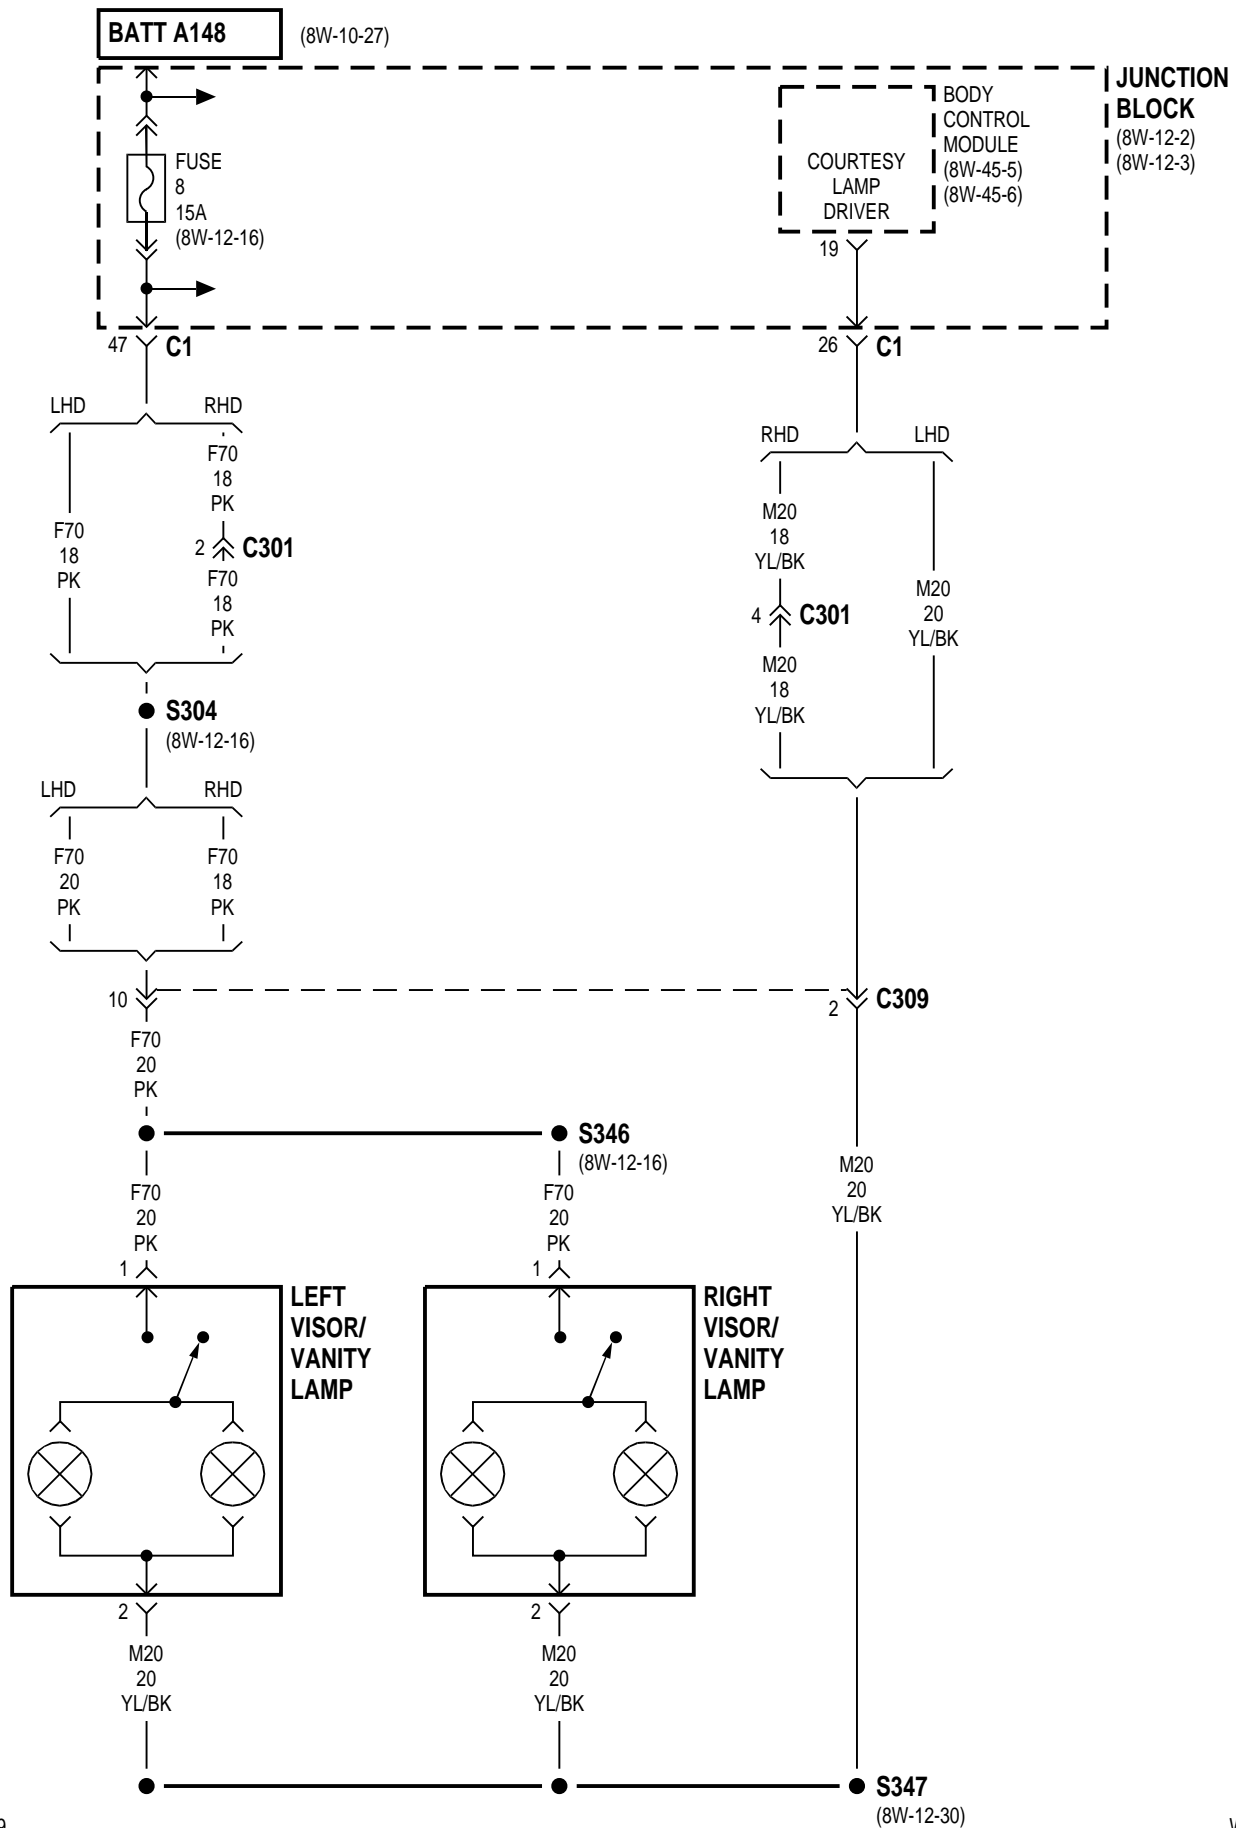 BATT A148 (8W-10-27)
JUNCTION
BLOCK
(8W-12-2)
(8W-12-3)
BODY
CONTROL
MODULE
(8W-45-5)
(8W-45-6)
COURTESY
LAMP
DRIVER
19
FUSE
8
15A
(8W-12-16)
47 C1
26 C1
LHD RHD
F70
18
PK
F70
18
PK
2 C301
F70
18
PK
RHD LHD
M20
18
YL/BK
4 C301
M20
18
YL/BK
M20
20
YL/BK
S304
(8W-12-16)
LHD RHD
F70
20
PK
F70
18
PK
10
2 C309
F70
20
PK
S346
(8W-12-16)
F70
20
PK
1
F70
20
PK
1
M20
20
YL/BK
LEFT
VISOR/
VANITY
LAMP
RIGHT
VISOR/
VANITY
LAMP
2
M20
20
YL/BK
2
M20
20
YL/BK
S347
(8W-12-30)